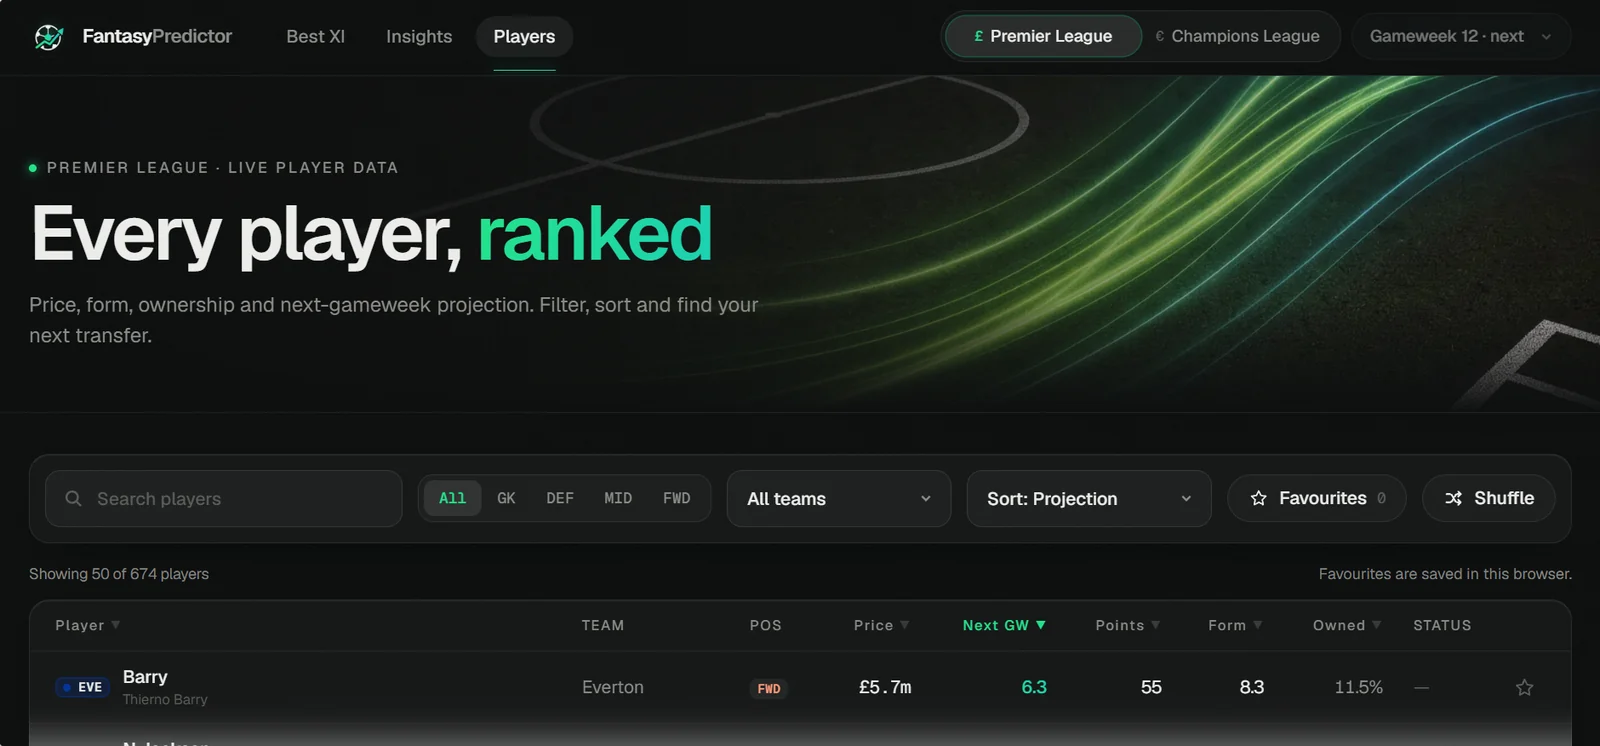 FantasyPredictor
Best XI
Insights
Players
£ Premier League
€ Champions League
Gameweek 12 · next
PREMIER LEAGUE · LIVE PLAYER DATA
Every player, ranked
Price, form, ownership and next-gameweek projection. Filter, sort and find your
next transfer.
Search players
All GK DEF MID FWD
All teams
Sort: Projection
Favourites 0
Shuffle
Showing 50 of 674 players
Favourites are saved in this browser.
Player ▼ TEAM POS Price ▼ Next GW ▼ Points ▼ Form ▼ Owned ▼ STATUS
EVE Barry Everton FWD £5.7m 6.3 55 8.3 11.5% —
Thierno Barry